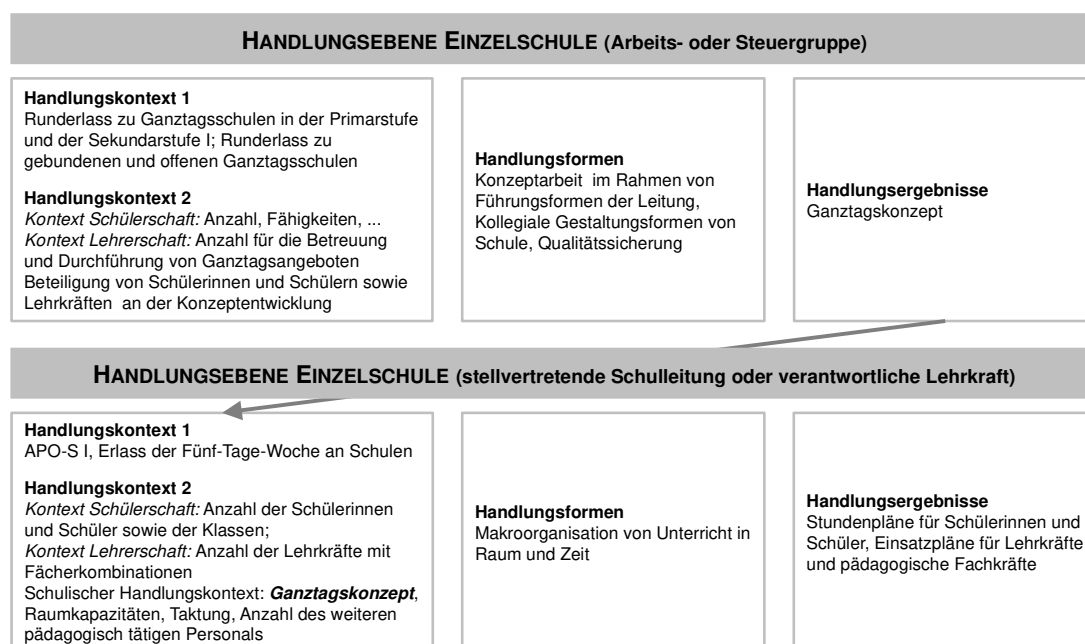 HANDLUNGSEBENE EINZELSCHULE (Arbeits- oder Steuergruppe)
Handlungskontext 1
Runderlass zu Ganztagsschulen in der Primarstufe
und der Sekundarstufe I; Runderlass zu
gebundenen und offenen Ganztagsschulen
Handlungskontext 2
Kontext Schülerschaft: Anzahl, Fähigkeiten, ...
Kontext Lehrerschaft: Anzahl für die Betreuung
und Durchführung von Ganztagsangeboten
Beteiligung von Schülerinnen und Schülern sowie
Lehrkräften an der Konzeptentwicklung
Handlungsformen
Konzeptarbeit im Rahmen von
Führungsformen der Leitung,
Kollegiale Gestaltungsformen von
Schule, Qualitätssicherung
Handlungsergebnisse
Ganztagskonzept
HANDLUNGSEBENE EINZELSCHULE (stellvertretende Schulleitung oder verantwortliche Lehrkraft)
Handlungskontext 1
APO-S I, Erlass der Fünf-Tage-Woche an Schulen
Handlungskontext 2
Kontext Schülerschaft: Anzahl der Schülerinnen
und Schüler sowie der Klassen;
Kontext Lehrerschaft: Anzahl der Lehrkräfte mit
Fächerkombinationen
Schulischer Handlungskontext: Ganztagskonzept,
Raumkapazitäten, Taktung, Anzahl des weiteren
pädagogisch tätigen Personals
Handlungsformen
Makroorganisation von Unterricht in
Raum und Zeit
Handlungsergebnisse
Stundenpläne für Schülerinnen und
Schüler, Einsatzpläne für Lehrkräfte
und pädagogische Fachkräfte